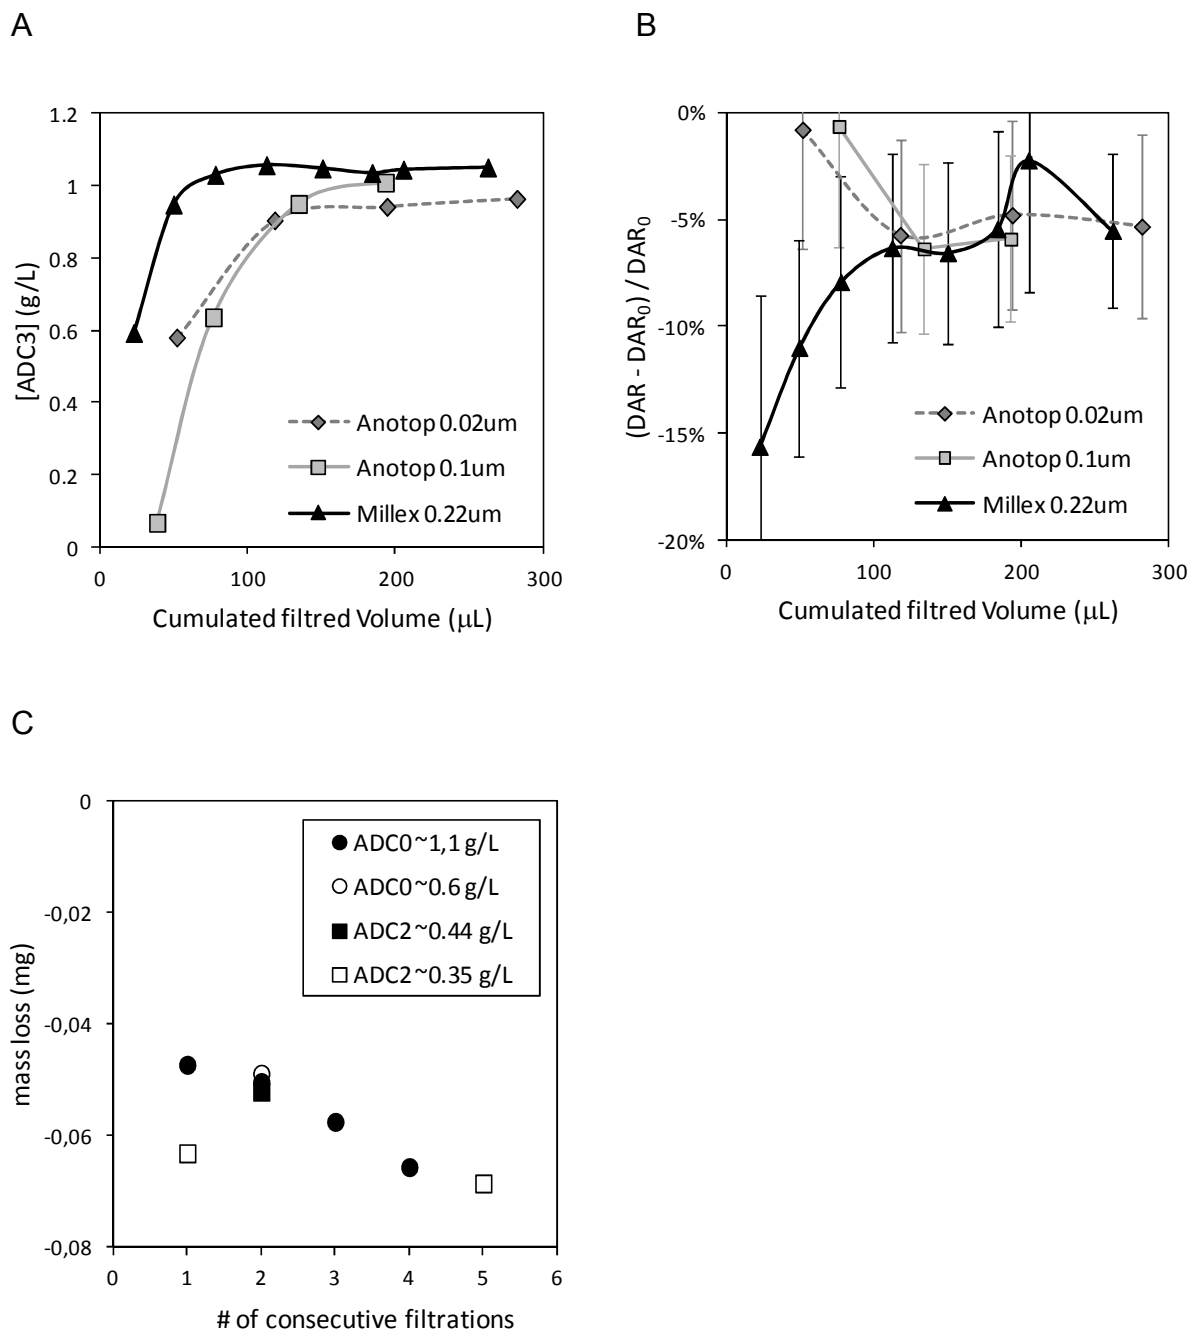 A
B
[ADC3] (g/L)
1.2
1
0.8
0.6
0.4
0.2
0
0 100 200 300
Cumulated filtred Volume (µL)
Anotop 0.02um
Anotop 0.1um
Millex 0.22um
(DAR - DAR₀) / DAR₀
0%
-5%
-10%
-15%
-20%
0 100 200 300
Cumulated filtred Volume (µL)
Anotop 0.02um
Anotop 0.1um
Millex 0.22um
C
mass loss (mg)
0
-0,02
-0,04
-0,06
-0,08
0 1 2 3 4 5 6
# of consecutive filtrations
ADC0~1,1 g/L
ADC0~0.6 g/L
ADC2~0.44 g/L
ADC2~0.35 g/L